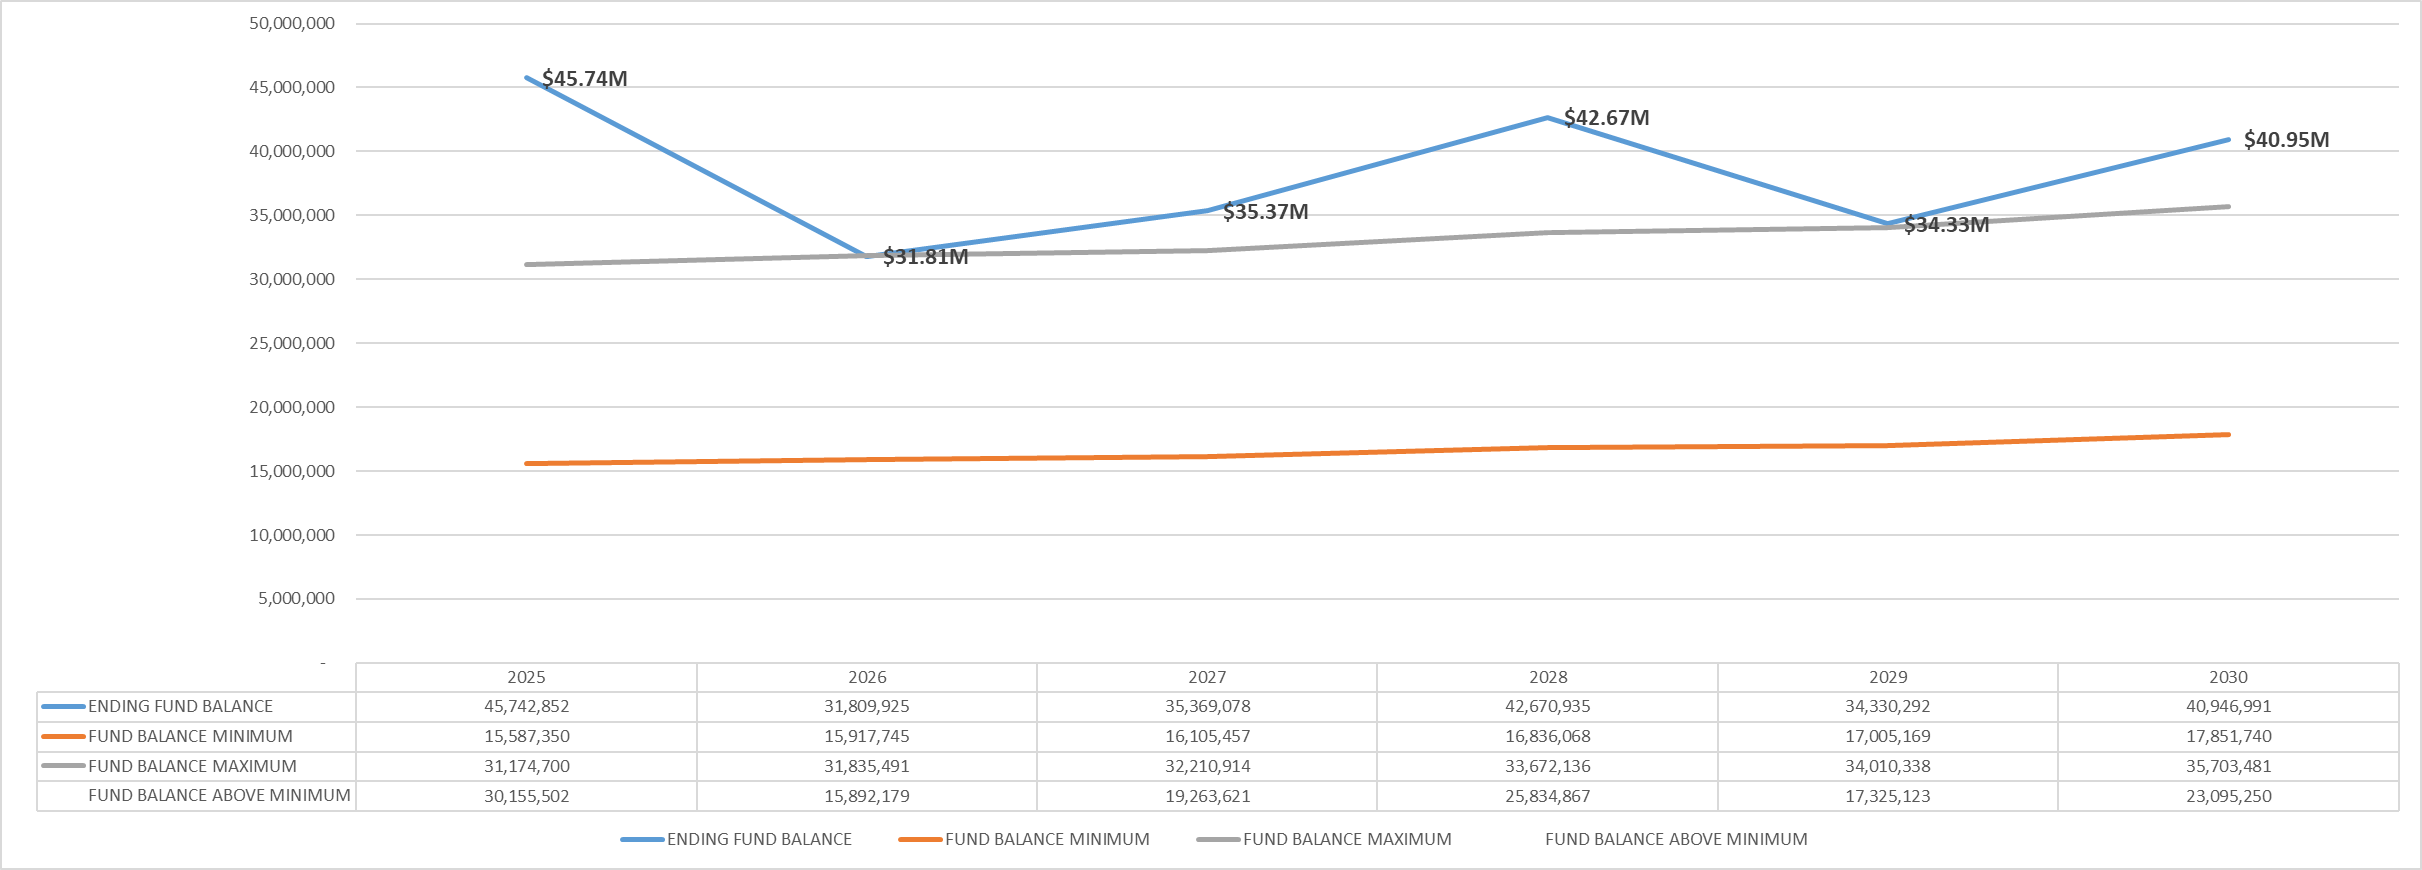 50,000,000
45,000,000
40,000,000
35,000,000
30,000,000
25,000,000
20,000,000
15,000,000
10,000,000
5,000,000
-
$45.74M
$31.81M
$35.37M
$42.67M
$34.33M
$40.95M
2025 2026 2027 2028 2029 2030
ENDING FUND BALANCE 45,742,852 31,809,925 35,369,078 42,670,935 34,330,292 40,946,991
FUND BALANCE MINIMUM 15,587,350 15,917,745 16,105,457 16,836,068 17,005,169 17,851,740
FUND BALANCE MAXIMUM 31,174,700 31,835,491 32,210,914 33,672,136 34,010,338 35,703,481
FUND BALANCE ABOVE MINIMUM 30,155,502 15,892,179 19,263,621 25,834,867 17,325,123 23,095,250
ENDING FUND BALANCE FUND BALANCE MINIMUM FUND BALANCE MAXIMUM FUND BALANCE ABOVE MINIMUM